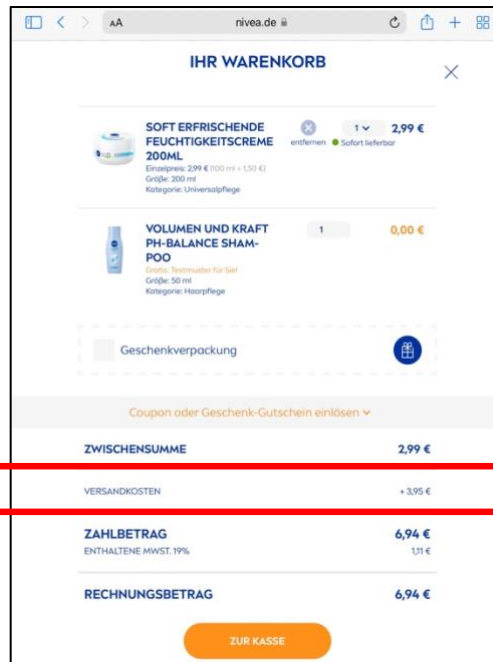 AA nivea.de
IHR WARENKORB
SOFT ERFRISCHENDE
FEUCHTIGKEITSCREME
200ML
Einzelpreis: 2,99 € (100 ml = 1,50 €)
Größe: 200 ml
Kategorie: Universalpflege
entfernen
1
Sofort lieferbar
2,99 €
VOLUMEN UND KRAFT
PH-BALANCE SHAM-
POO
Gratis: Testmuster für Sie!
Größe: 50 ml
Kategorie: Haarpflege
1
0,00 €
Geschenkverpackung
Coupon oder Geschenk-Gutschein einlösen
ZWISCHENSUMME 2,99 €
VERSANDKOSTEN + 3,95 €
ZAHLBETRAG 6,94 €
ENTHALTENE MWST. 19% 1,11 €
RECHNUNGSBETRAG 6,94 €
ZUR KASSE